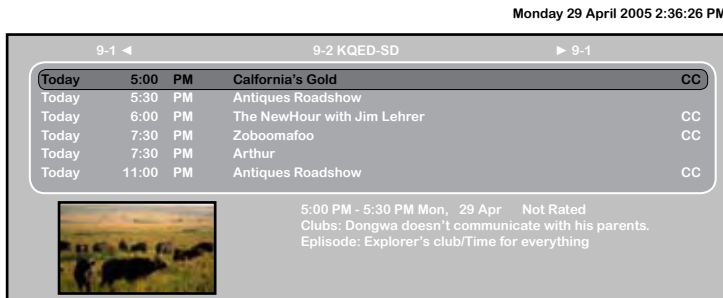 Monday 29 April 2005 2:36:26 PM
9-1 ◄ 9-2 KQED-SD ► 9-1
Today 5:00 PM Calfornia's Gold CC
Today 5:30 PM Antiques Roadshow
Today 6:00 PM The NewHour with Jim Lehrer CC
Today 7:30 PM Zoboomafoo CC
Today 7:30 PM Arthur
Today 11:00 PM Antiques Roadshow CC
5:00 PM - 5:30 PM Mon, 29 Apr Not Rated
Clubs: Dongwa doesn't communicate with his parents.
Eplisode: Explorer's club/Time for everything